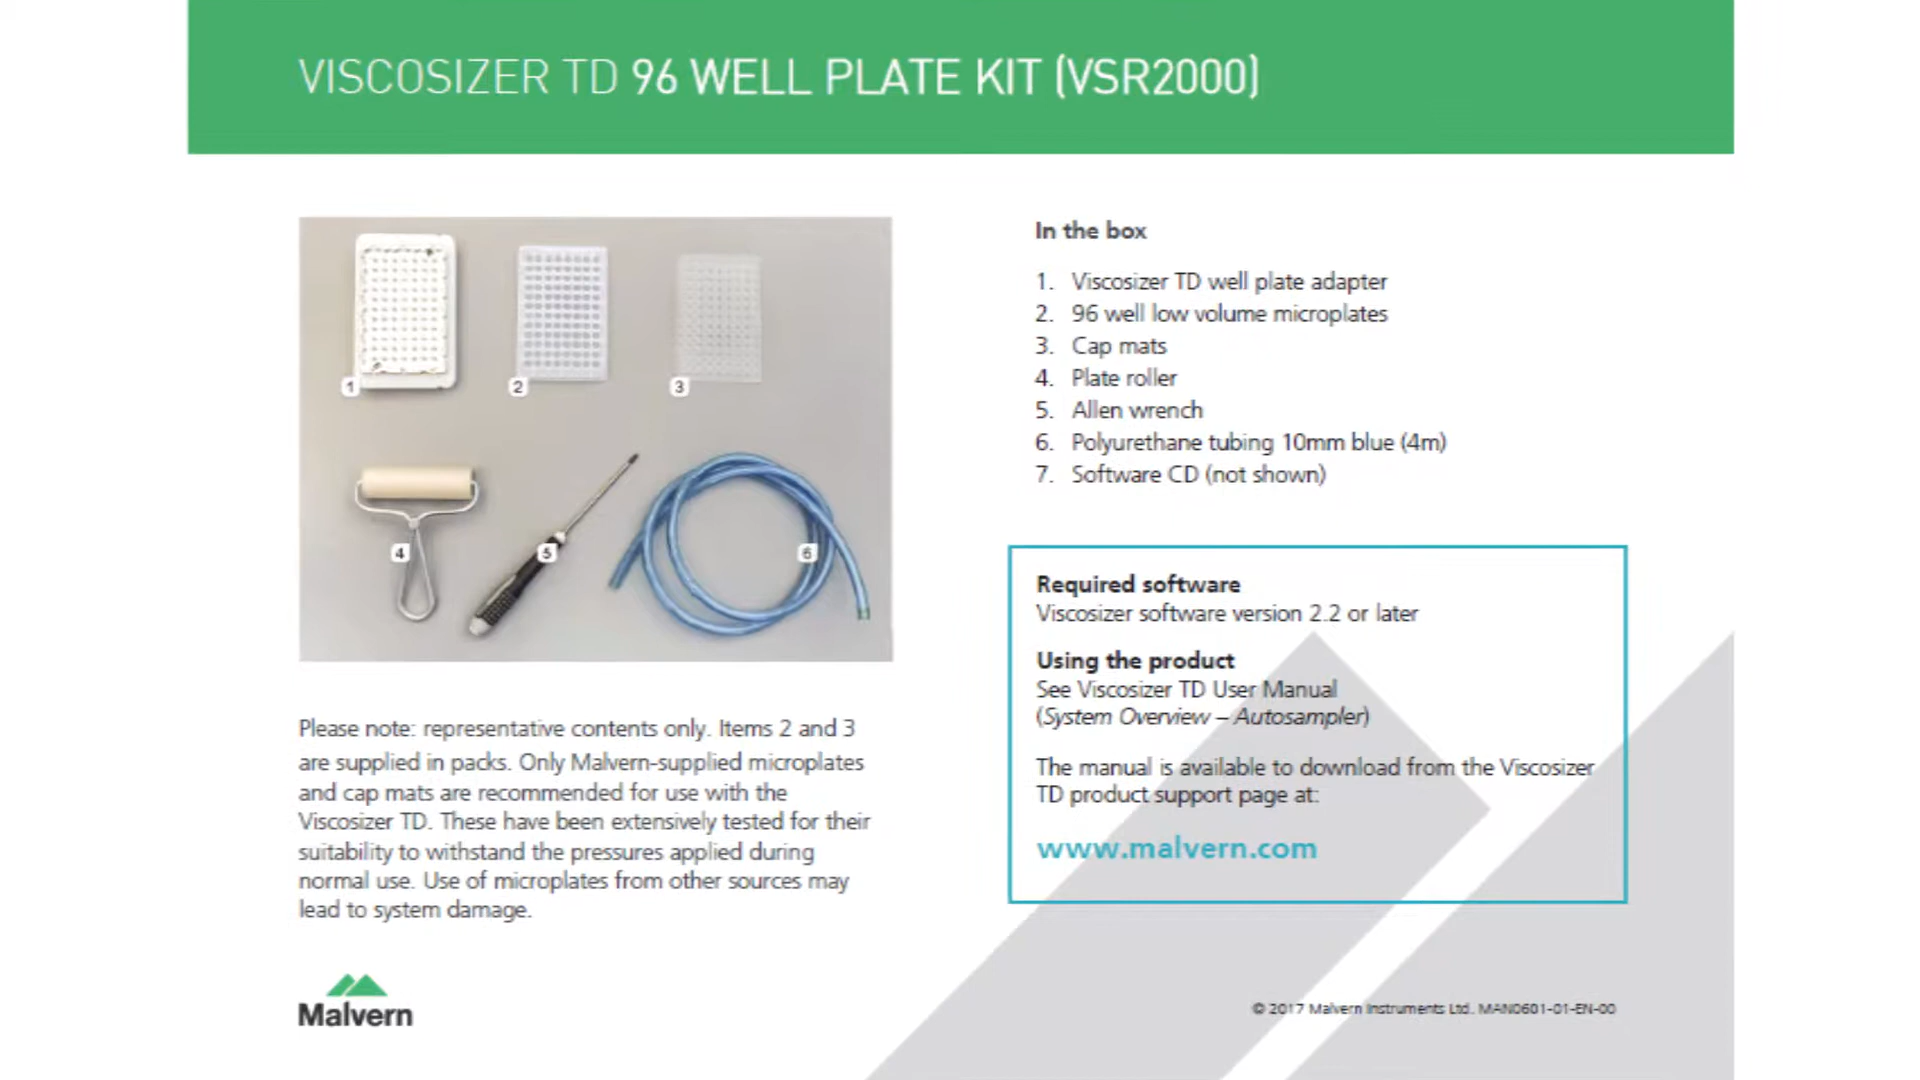 VISCOSIZER TD 96 WELL PLATE KIT (VSR2000)
1
2
3
4
5
6
Please note: representative contents only. Items 2 and 3
are supplied in packs. Only Malvern-supplied microplates
and cap mats are recommended for use with the
Viscosizer TD. These have been extensively tested for their
suitability to withstand the pressures applied during
normal use. Use of microplates from other sources may
lead to system damage.
In the box
1. Viscosizer TD well plate adapter
2. 96 well low volume microplates
3. Cap mats
4. Plate roller
5. Allen wrench
6. Polyurethane tubing 10mm blue (4m)
7. Software CD (not shown)
Required software
Viscosizer software version 2.2 or later
Using the product
See Viscosizer TD User Manual
(System Overview – Autosampler)
The manual is available to download from the Viscosizer
TD product support page at:
www.malvern.com
Malvern
© 2017 Malvern Instruments Ltd. MAN0601-01-EN-00